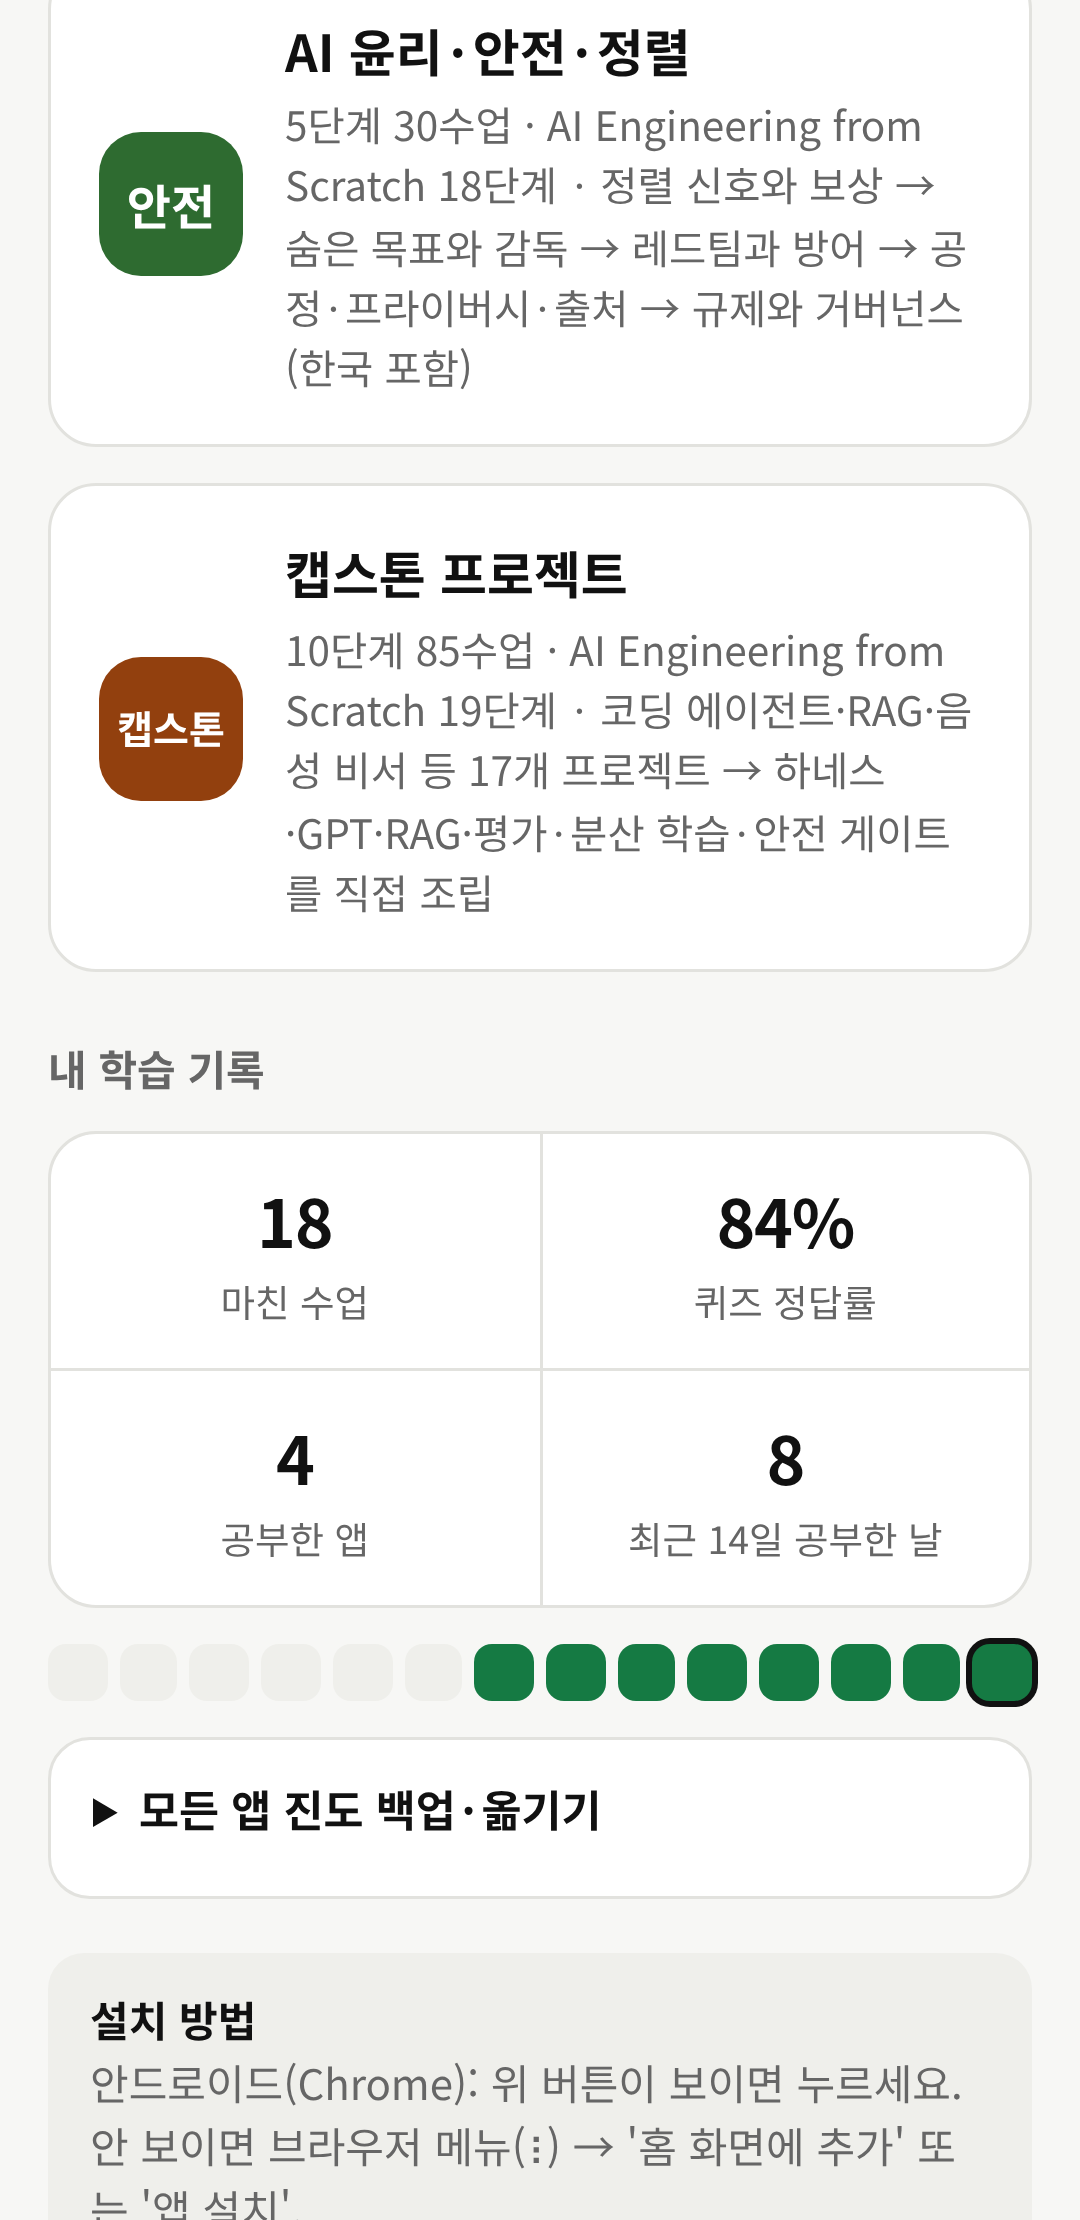 AI 윤리·안전·정렬
안전
5단계 30수업 · AI Engineering from
Scratch 18단계 · 정렬 신호와 보상 →
숨은 목표와 감독 → 레드팀과 방어 → 공
정·프라이버시·출처 → 규제와 거버넌스
(한국 포함)
캡스톤 프로젝트
캡스톤
10단계 85수업 · AI Engineering from
Scratch 19단계 · 코딩 에이전트·RAG·음
성 비서 등 17개 프로젝트 → 하네스
·GPT·RAG·평가·분산 학습·안전 게이트
를 직접 조립
내 학습 기록
18
마친 수업
84%
퀴즈 정답률
4
공부한 앱
8
최근 14일 공부한 날
▶ 모든 앱 진도 백업·옮기기
설치 방법
안드로이드(Chrome): 위 버튼이 보이면 누르세요.
안 보이면 브라우저 메뉴(⋮) → '홈 화면에 추가' 또
는 '앱 설치'.